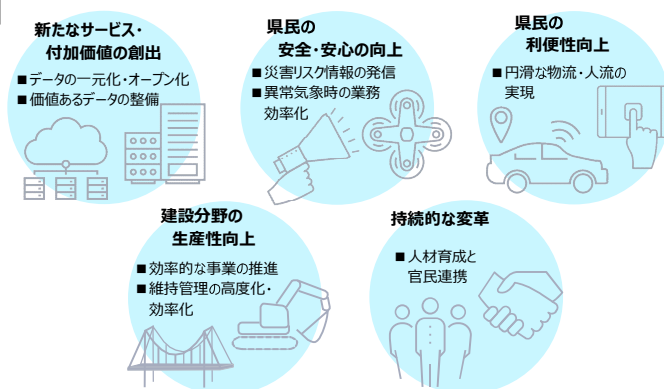 新たなサービス・
付加価値の創出
■データの一元化・オープン化
■価値あるデータの整備
県民の
安全・安心の向上
■災害リスク情報の発信
■異常気象時の業務
効率化
県民の
利便性向上
■円滑な物流・人流の
実現
建設分野の
生産性向上
■効率的な事業の推進
■維持管理の高度化・
効率化
持続的な変革
■人材育成と
官民連携